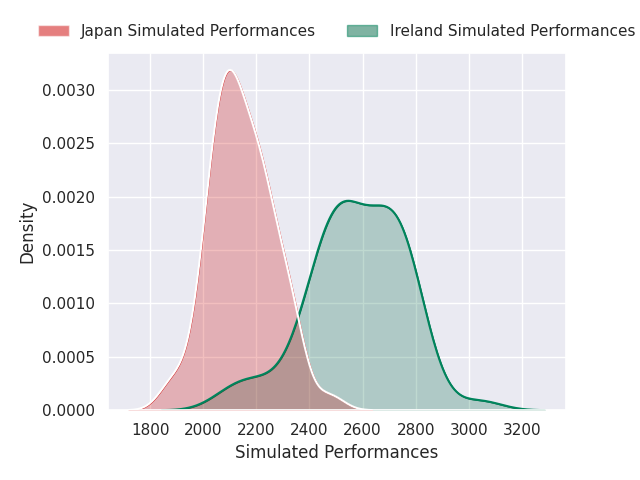 Japan Simulated Performances
Ireland Simulated Performances
0.0030
0.0025
0.0020
0.0015
0.0010
0.0005
0.0000
Density
1800 2000 2200 2400 2600 2800 3000 3200
Simulated Performances